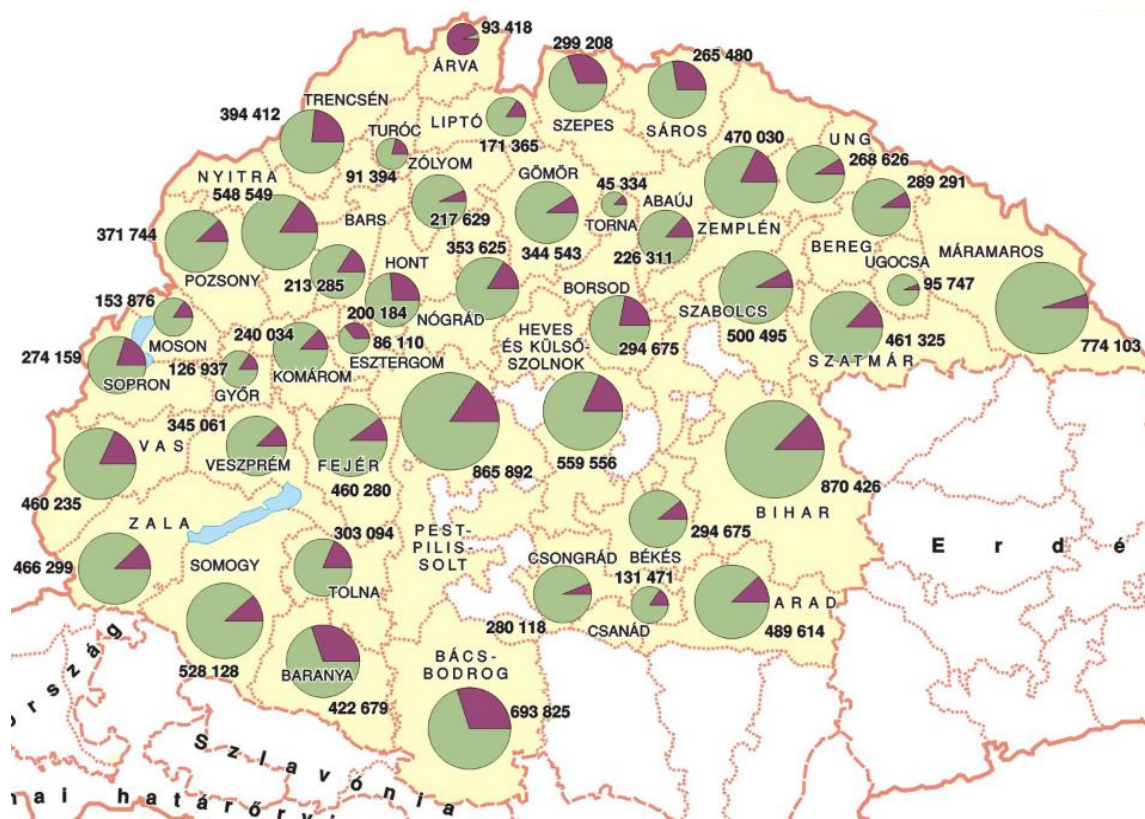 93 418
ÁRVA
299 208
SZEPES
265 480
SÁROS
394 412
TRENCSÉN
TURÓC
91 394
LIPTÓ
171 365
470 030
ZEMPLÉN
UNG
268 626
289 291
BEREG
NYITRA
548 549
ZÓLYOM
217 629
GÖMÖR
344 543
45 334
TORNA
ABAÚJ
226 311
MÁRAMAROS
774 103
UGOCSA
95 747
371 744
POZSONY
BARS
213 285
HONT
200 184
353 625
NÓGRÁD
BORSOD
294 675
SZABOLCS
500 495
461 325
SZATMÁR
153 876
MOSON
274 159
SOPRON
126 937
GYŐR
240 034
KOMÁROM
86 110
ESZTERGOM
HEVES
ÉS KÜLSŐ-
SZOLNOK
559 556
345 061
VESZPRÉM
FEJÉR
460 280
865 892
PEST-
PILIS-
SOLT
VAS
460 235
870 426
BIHAR
ZALA
466 299
SOMOGY
528 128
303 094
TOLNA
BARANYA
422 679
CSONGRÁD
280 118
BÉKÉS
294 675
131 471
CSANÁD
ARAD
489 614
BÁCS-
BODROG
693 825
Erdé
ország
Szlavónia
nai határőrvi